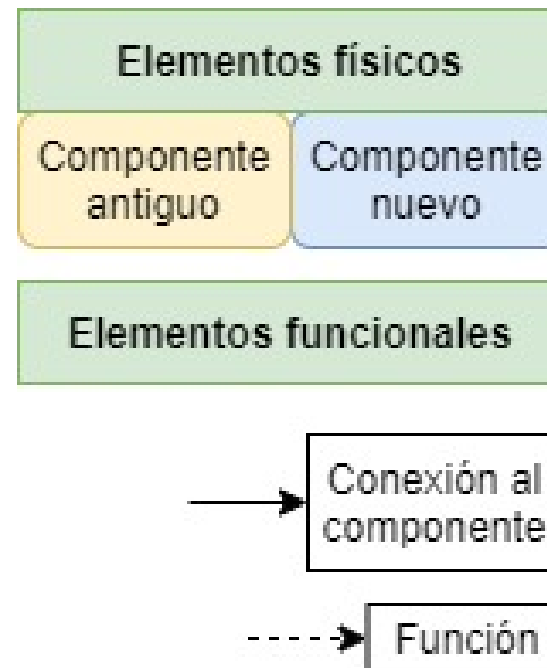 Elementos físicos
Componente Componente
antiguo nuevo
Elementos funcionales
Conexión al
componente
Función